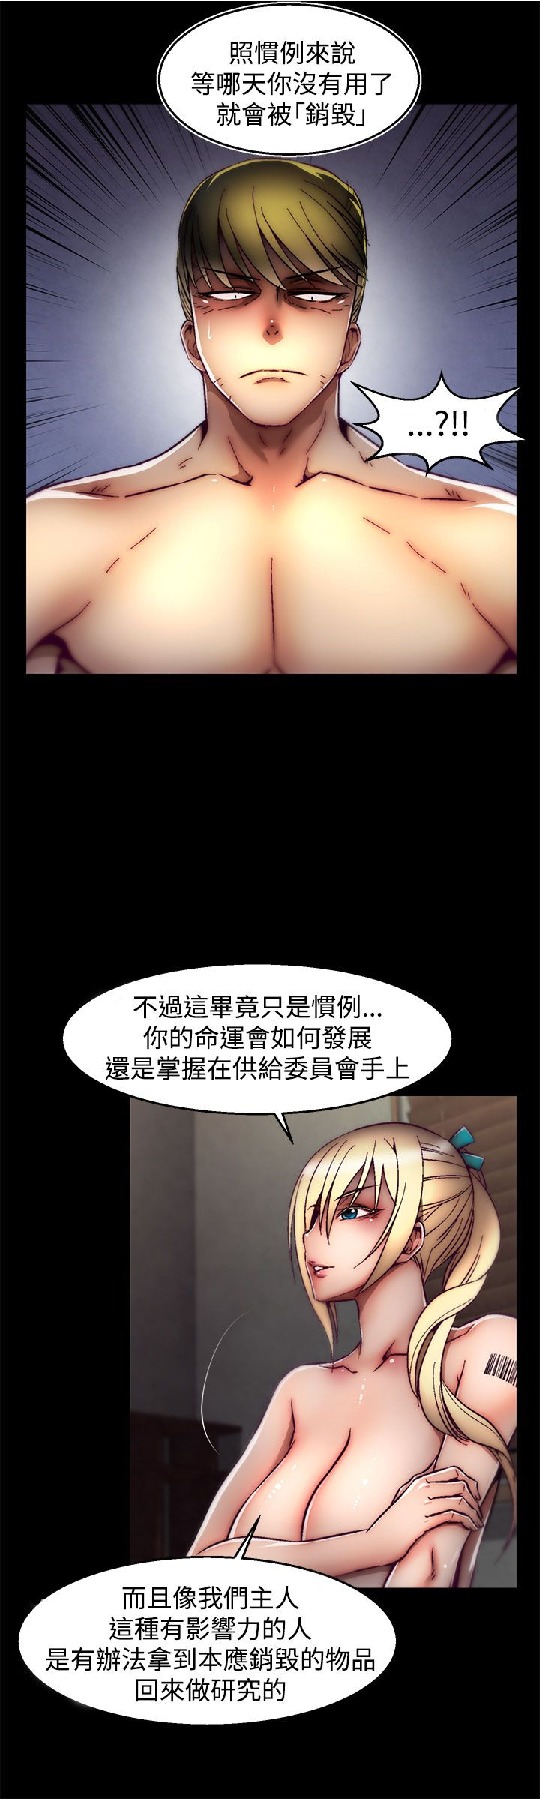 照慣例來說
等哪天你沒有用了
就會被「銷毀」
...?!!
不過這畢竟只是慣例...
你的命運會如何發展
還是掌握在供給委員會手上
而且像我們主人
這種有影響力的人
是有辦法拿到本應銷毀的物品
回來做研究的